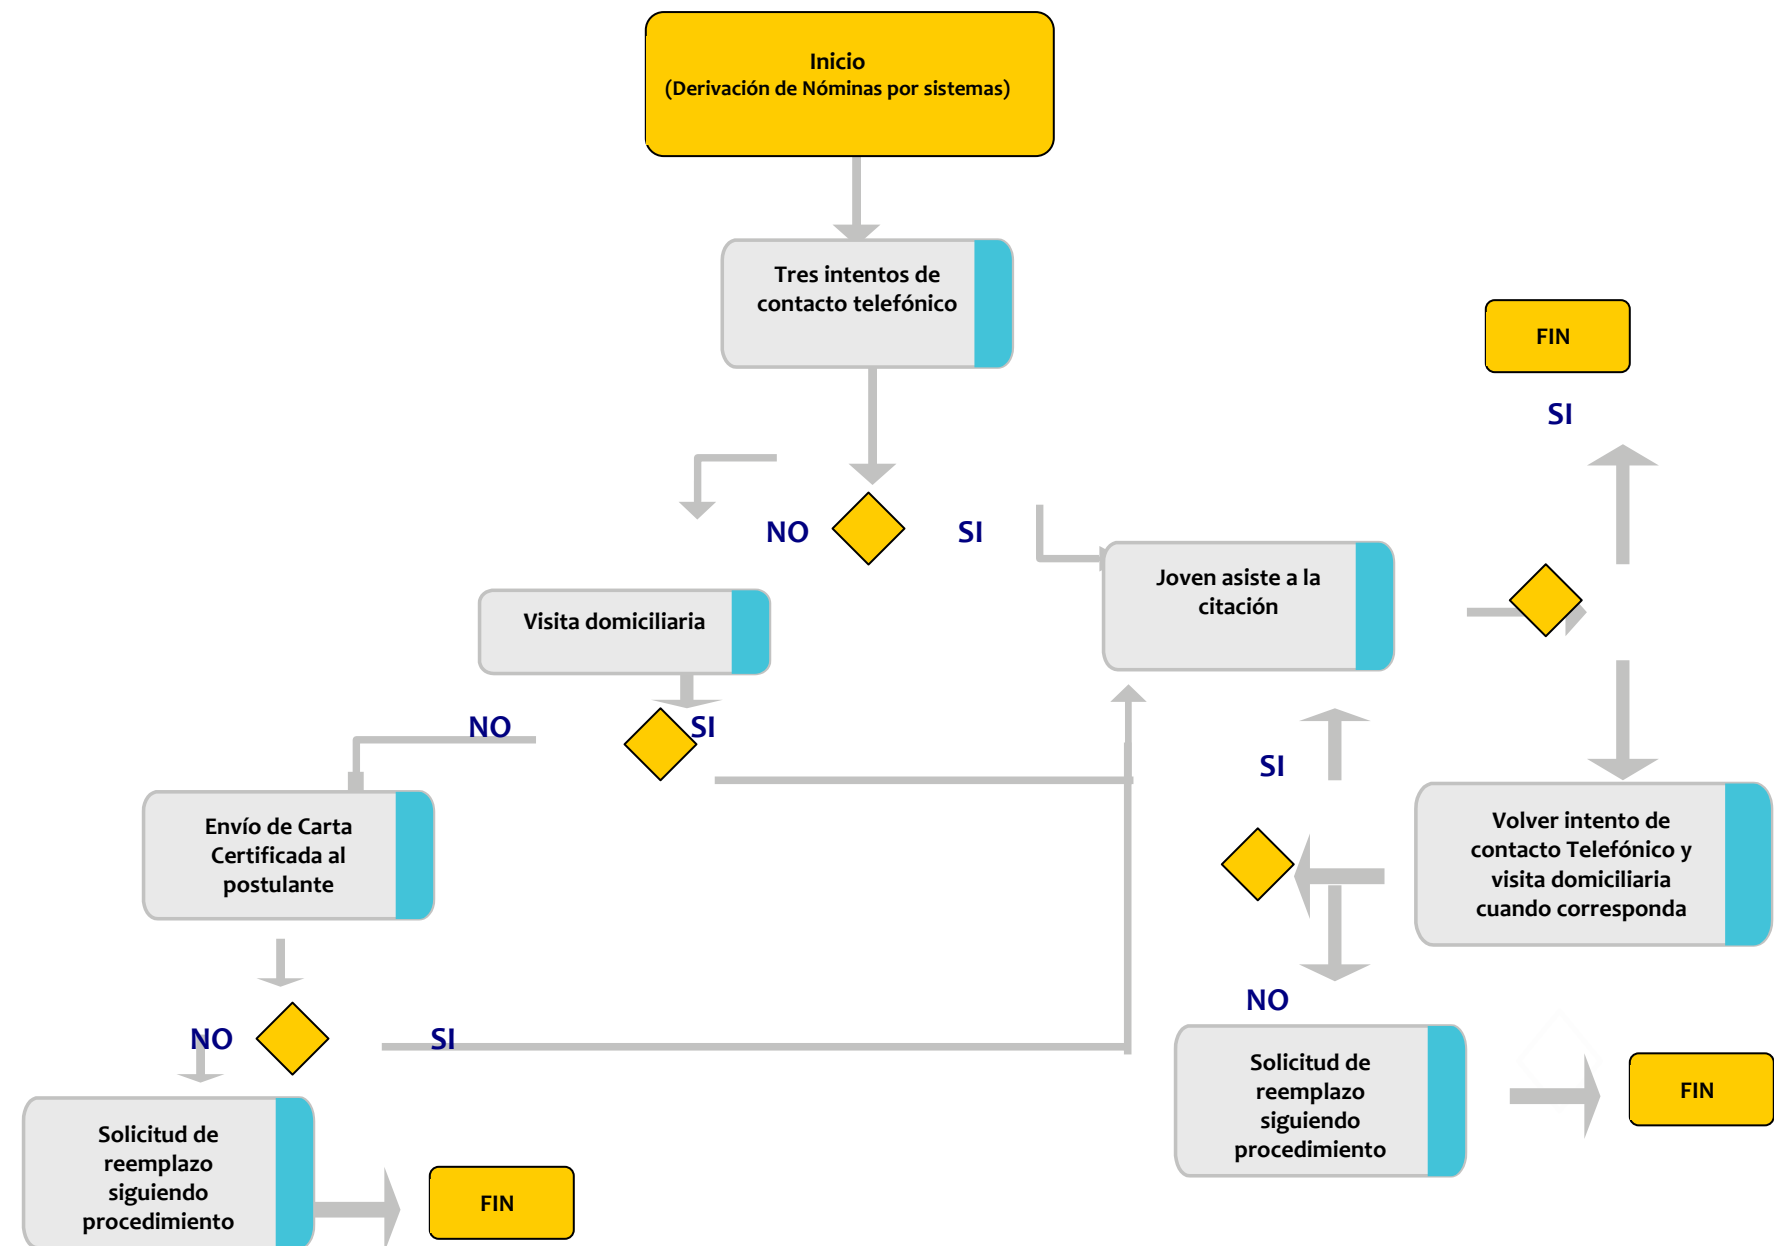 Inicio
(Derivación de Nóminas por sistemas)
Tres intentos de
contacto telefónico
FIN
SI
NO
SI
Joven asiste a la
citación
Visita domiciliaria
NO
SI
SI
Envío de Carta
Certificada al
postulante
Volver intento de
contacto Telefónico y
visita domiciliaria
cuando corresponda
NO
NO
SI
Solicitud de
reemplazo
siguiendo
procedimiento
FIN
Solicitud de
reemplazo
siguiendo
procedimiento
FIN